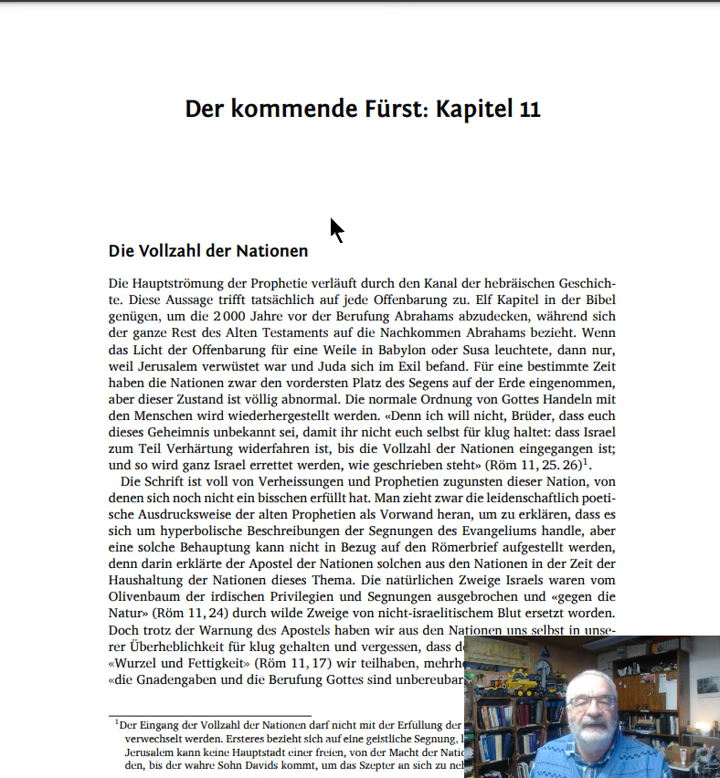 Der kommende Fürst: Kapitel 11
Die Vollzahl der Nationen
Die Hauptströmung der Prophetie verläuft durch den Kanal der hebräischen Geschich-
te. Diese Aussage trifft tatsächlich auf jede Offenbarung zu. Elf Kapitel in der Bibel
genügen, um die 2 000 Jahre vor der Berufung Abrahams abzudecken, während sich
der ganze Rest des Alten Testaments auf die Nachkommen Abrahams bezieht. Wenn
das Licht der Offenbarung für eine Weile in Babylon oder Susa leuchtete, dann nur,
weil Jerusalem verwüstet war und Juda sich im Exil befand. Für eine bestimmte Zeit
haben die Nationen zwar den vordersten Platz des Segens auf der Erde eingenommen,
aber dieser Zustand ist völlig abnormal. Die normale Ordnung von Gottes Handeln mit
den Menschen wird wiederhergestellt werden. «Denn ich will nicht, Brüder, dass euch
dieses Geheimnis unbekannt sei, damit ihr nicht euch selbst für klug haltet: dass Israel
zum Teil Verhärtung widerfahren ist, bis die Vollzahl der Nationen eingegangen ist;
und so wird ganz Israel errettet werden, wie geschrieben steht» (Röm 11, 25. 26)¹.
Die Schrift ist voll von Verheissungen und Prophetien zugunsten dieser Nation, von
denen sich noch nicht ein bisschen erfüllt hat. Man zieht zwar die leidenschaftlich poeti-
sche Ausdrucksweise der alten Prophetien als Vorwand heran, um zu erklären, dass es
sich um hyperbolische Beschreibungen der Segnungen des Evangeliums handle, aber
eine solche Behauptung kann nicht in Bezug auf den Römerbrief aufgestellt werden,
denn darin erklärte der Apostel der Nationen solchen aus den Nationen in der Zeit der
Haushaltung der Nationen dieses Thema. Die natürlichen Zweige Israels waren vom
Olivenbaum der irdischen Privilegien und Segnungen ausgebrochen und «gegen die
Natur» (Röm 11, 24) durch wilde Zweige von nicht-israelitischem Blut ersetzt worden.
Doch trotz der Warnung des Apostels haben wir aus den Nationen uns selbst in unse-
rer Überheblichkeit für klug gehalten und vergessen, dass
«Wurzel und Fettigkeit» (Röm 11, 17) wir teilhaben,
«die Gnadengaben und die Berufung Gottes sind
¹Der Eingang der Vollzahl der Nationen darf nicht mit der Erfüllung der
verwechselt werden. Ersteres bezieht sich auf eine geistliche Segnung,
Jerusalem kann keine Hauptstadt einer freien, von der Macht der
den, bis der wahre Sohn Davids kommt, um das Szepter an sich zu